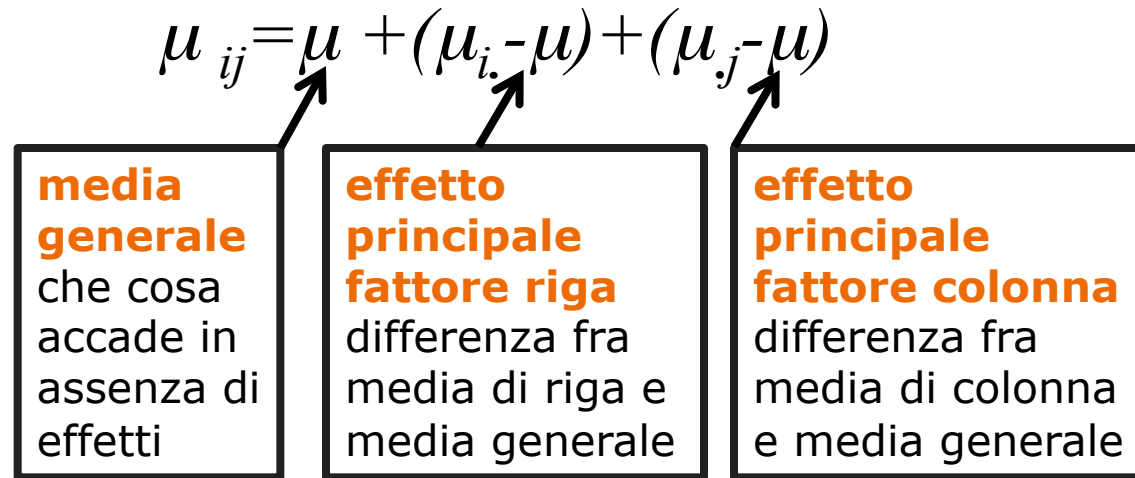 μ ij=μ +(μi.-μ)+(μ.j-μ)
media
generale
che cosa
accade in
assenza di
effetti
effetto
principale
fattore riga
differenza fra
media di riga e
media generale
effetto
principale
fattore colonna
differenza fra
media di colonna
e media generale